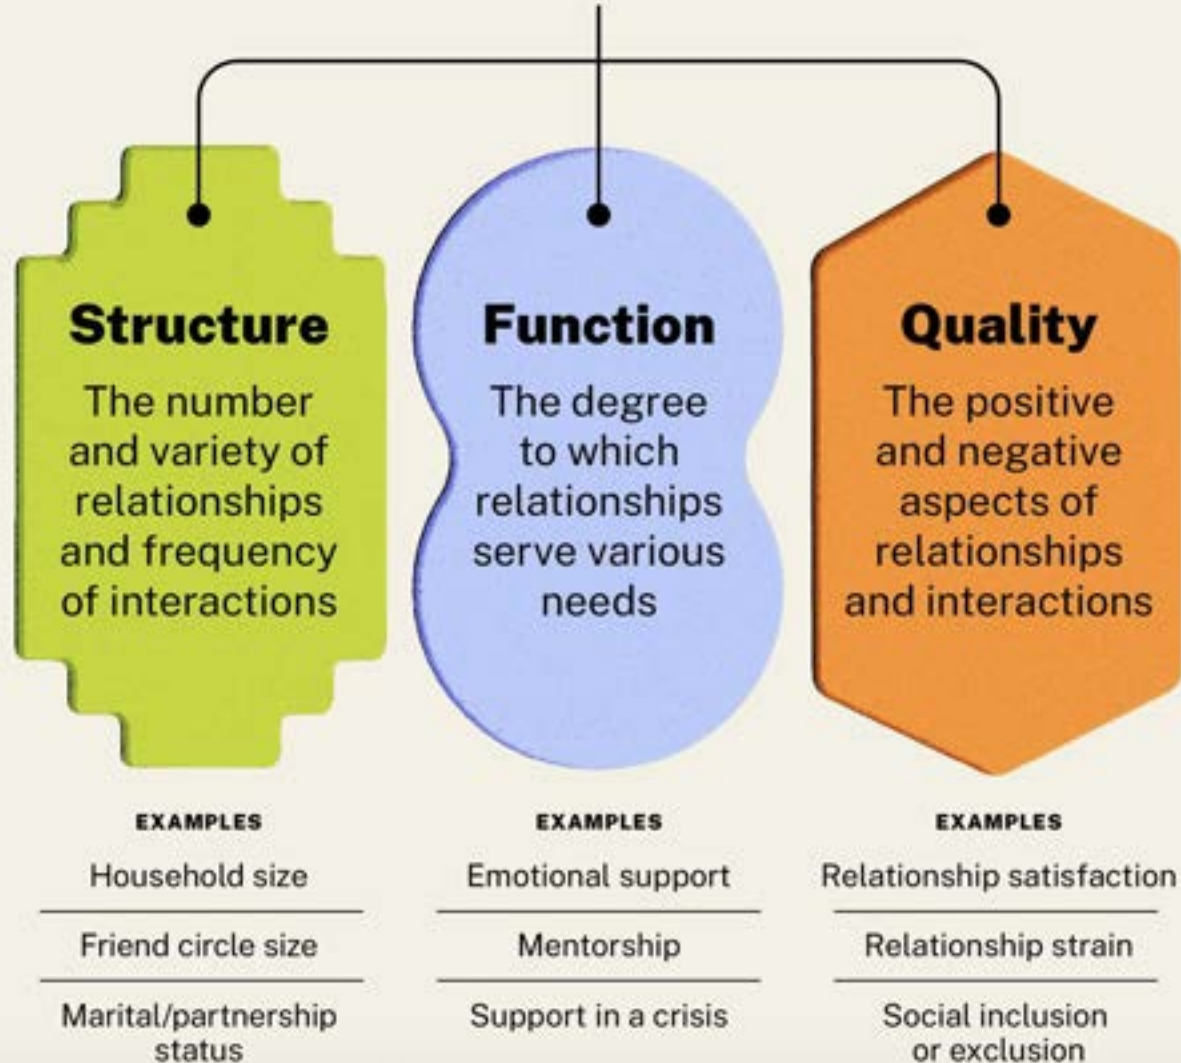 Structure
The number
and variety of
relationships
and frequency
of interactions
EXAMPLES
Household size
Friend circle size
Marital/partnership
status
Function
The degree
to which
relationships
serve various
needs
EXAMPLES
Emotional support
Mentorship
Support in a crisis
Quality
The positive
and negative
aspects of
relationships
and interactions
EXAMPLES
Relationship satisfaction
Relationship strain
Social inclusion
or exclusion